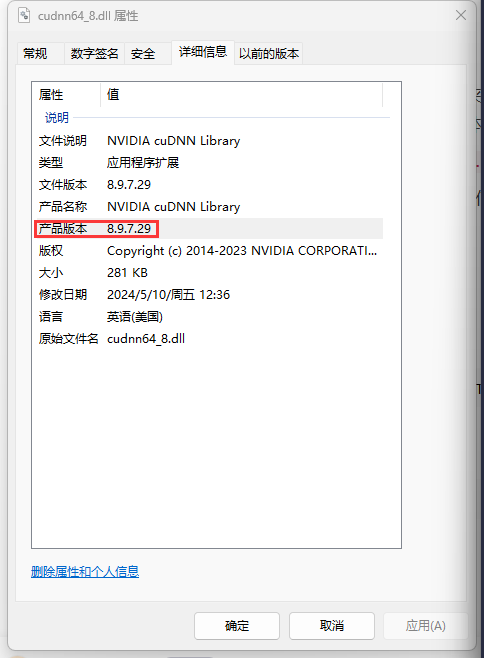 cudnn64_8.dll 属性
常规 数字签名 安全 详细信息 以前的版本
属性 值
说明
文件说明 NVIDIA cuDNN Library
类型 应用程序扩展
文件版本 8.9.7.29
产品名称 NVIDIA cuDNN Library
产品版本 8.9.7.29
版权 Copyright (c) 2014-2023 NVIDIA CORPORATI...
大小 281 KB
修改日期 2024/5/10/周五 12:36
语言 英语(美国)
原始文件名 cudnn64_8.dll
删除属性和个人信息
确定 取消 应用(A)